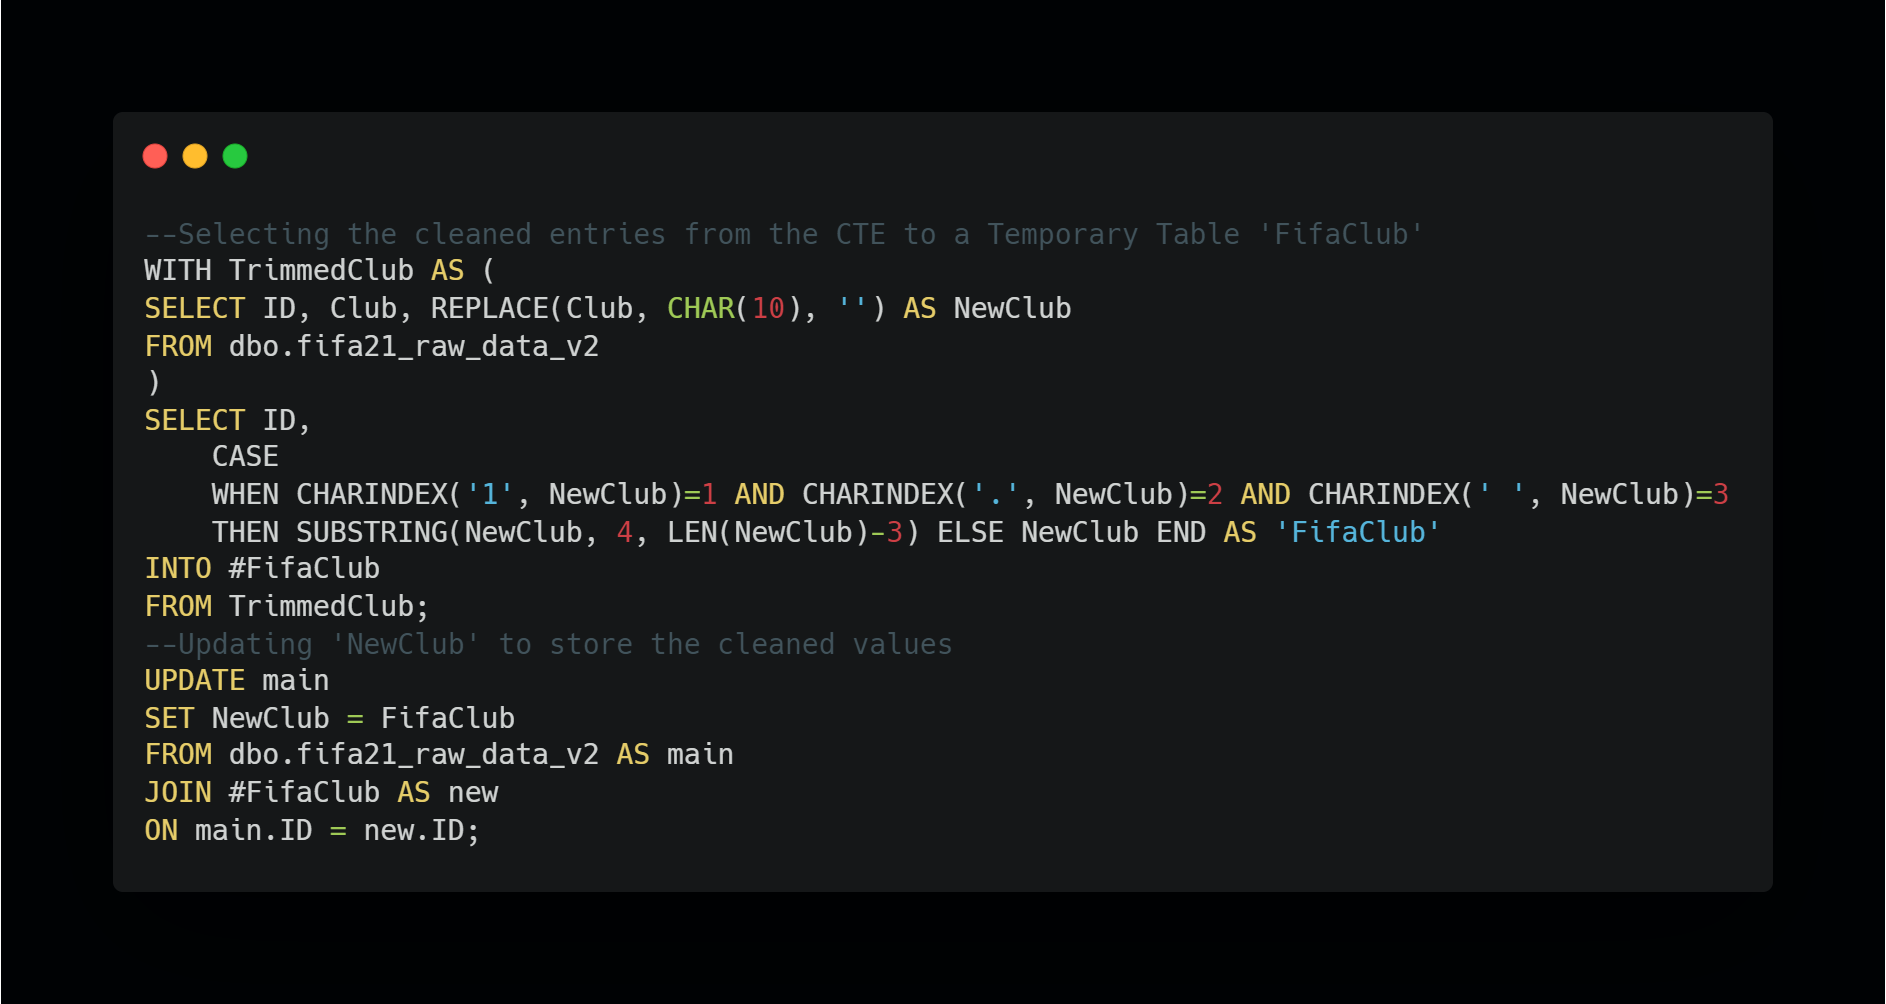 --Selecting the cleaned entries from the CTE to a Temporary Table 'FifaClub'
WITH TrimmedClub AS (
SELECT ID, Club, REPLACE(Club, CHAR(10), '') AS NewClub
FROM dbo.fifa21_raw_data_v2
)
SELECT ID,
    CASE
    WHEN CHARINDEX('1', NewClub)=1 AND CHARINDEX('.', NewClub)=2 AND CHARINDEX(' ', NewClub)=3
    THEN SUBSTRING(NewClub, 4, LEN(NewClub)-3) ELSE NewClub END AS 'FifaClub'
INTO #FifaClub
FROM TrimmedClub;
--Updating 'NewClub' to store the cleaned values
UPDATE main
SET NewClub = FifaClub
FROM dbo.fifa21_raw_data_v2 AS main
JOIN #FifaClub AS new
ON main.ID = new.ID;